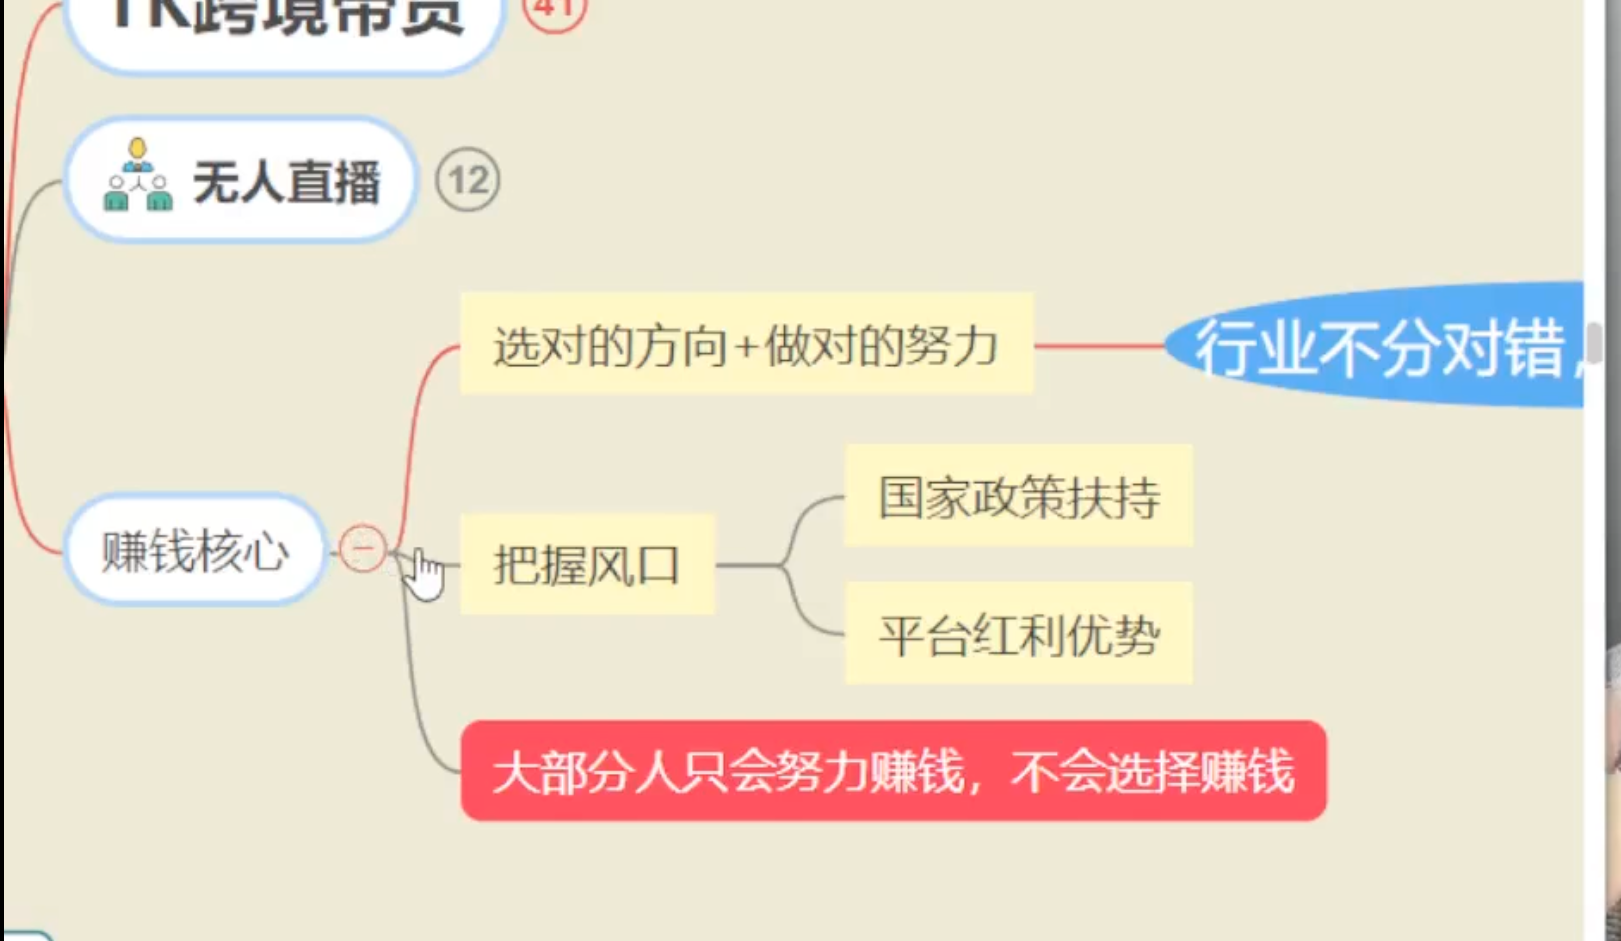 TK跨境带货
41
无人直播
12
选对的方向+做对的努力
行业不分对错,
国家政策扶持
赚钱核心
把握风口
平台红利优势
大部分人只会努力赚钱，不会选择赚钱